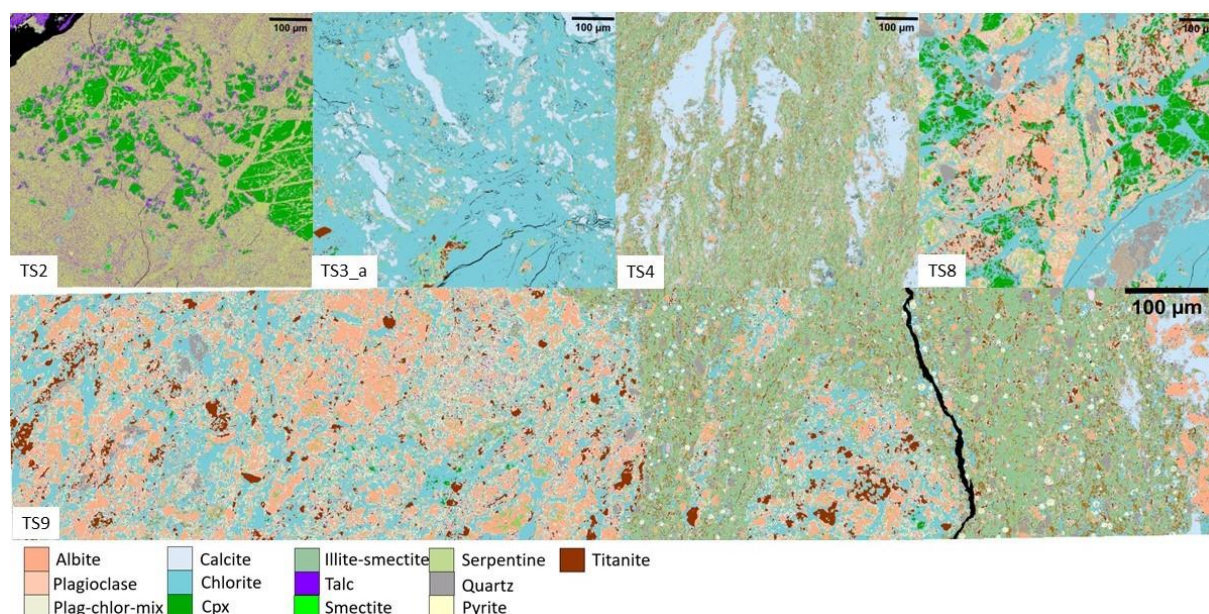 100 µm 100 µm 100 µm 100 µm
TS2 TS3_a TS4 TS8
100 µm
TS9
Albite Calcite Illite-smectite Serpentine Titanite
Plagioclase Chlorite Talc Quartz
Plag-chlor-mix Cpx Smectite Pyrite